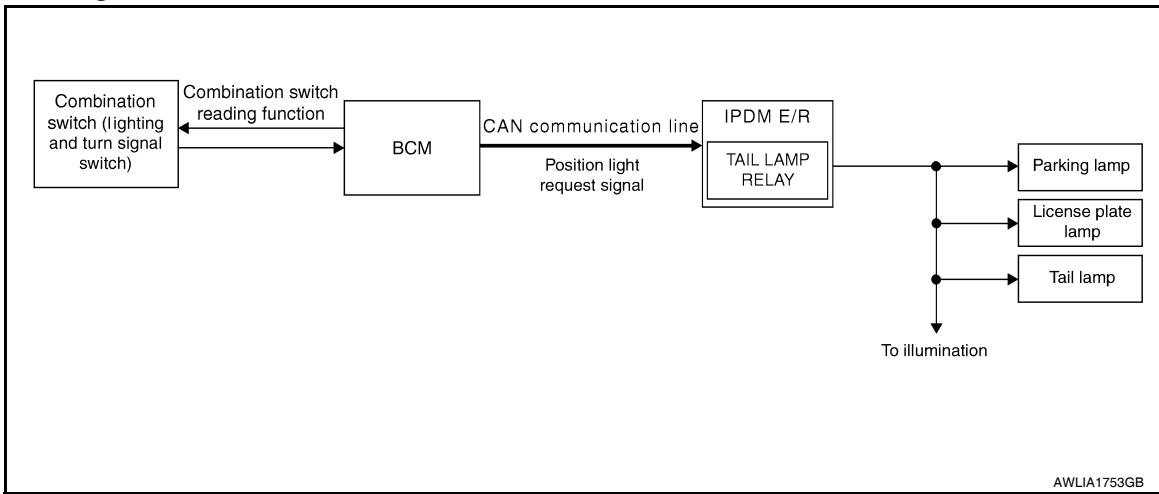 Combination
switch (lighting
and turn signal
switch)
Combination switch
reading function
BCM
CAN communication line
Position light
request signal
IPDM E/R
TAIL LAMP
RELAY
Parking lamp
License plate
lamp
Tail lamp
To illumination
AWLIA1753GB